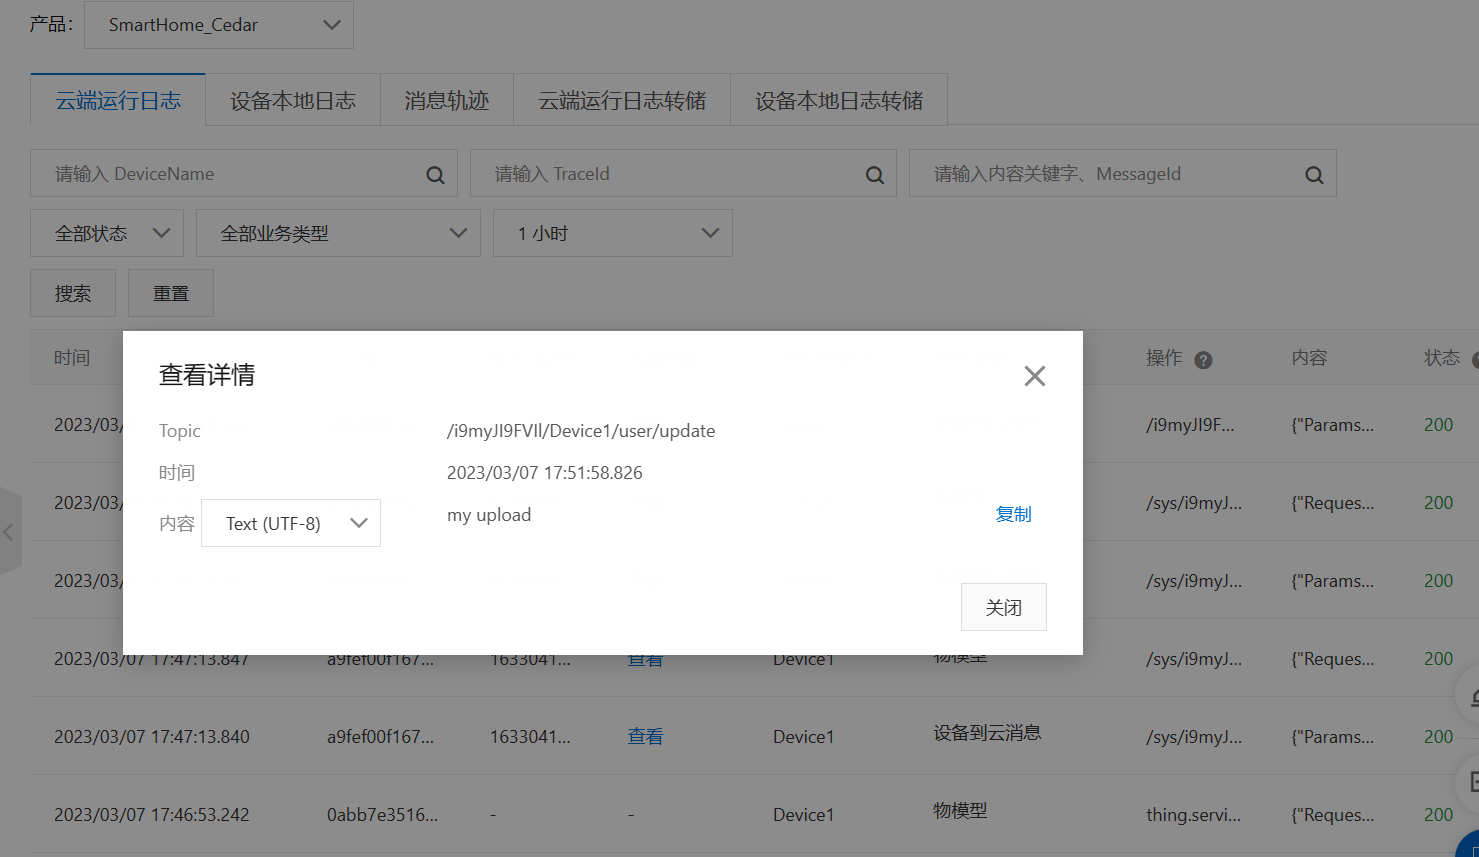 产品： SmartHome_Cedar
云端运行日志 设备本地日志 消息轨迹 云端运行日志转储 设备本地日志转储
请输入 DeviceName 请输入 TraceId 请输入内容关键字、MessageId
全部状态 全部业务类型 1 小时
搜索 重置
时间 操作 内容 状态
查看详情
Topic /i9myJI9FVIl/Device1/user/update
时间 2023/03/07 17:51:58.826
内容 Text (UTF-8) my upload 复制
关闭
2023/03/ /i9myJI9F... {"Params... 200
2023/03/ /sys/i9myJ... {"Reques... 200
2023/03/ /sys/i9myJ... {"Params... 200
2023/03/07 17:47:13.847 a9fef00f167... 1633041... 查看 Device1 物模型 /sys/i9myJ... {"Reques... 200
2023/03/07 17:47:13.840 a9fef00f167... 1633041... 查看 Device1 设备到云消息 /sys/i9myJ... {"Params... 200
2023/03/07 17:46:53.242 0abb7e3516... - - Device1 物模型 thing.servi... {"Reques... 200